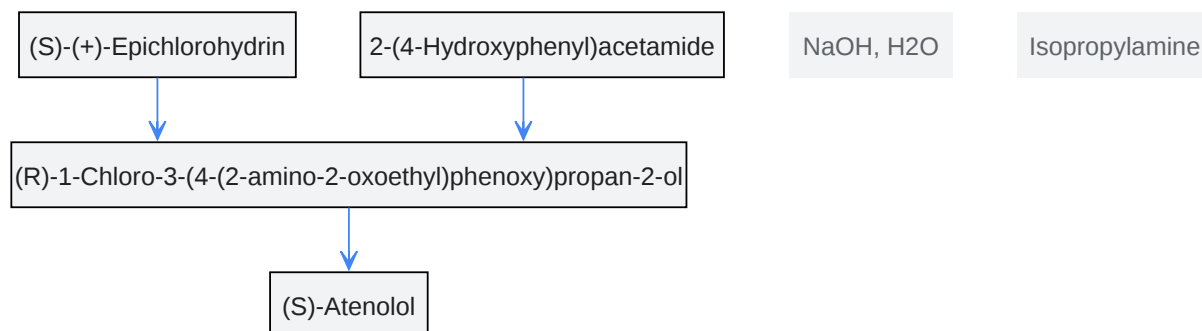 (S)-(+)-Epichlorohydrin
2-(4-Hydroxyphenyl)acetamide
NaOH, H2O
Isopropylamine
(R)-1-Chloro-3-(4-(2-amino-2-oxoethyl)phenoxy)propan-2-ol
(S)-Atenolol